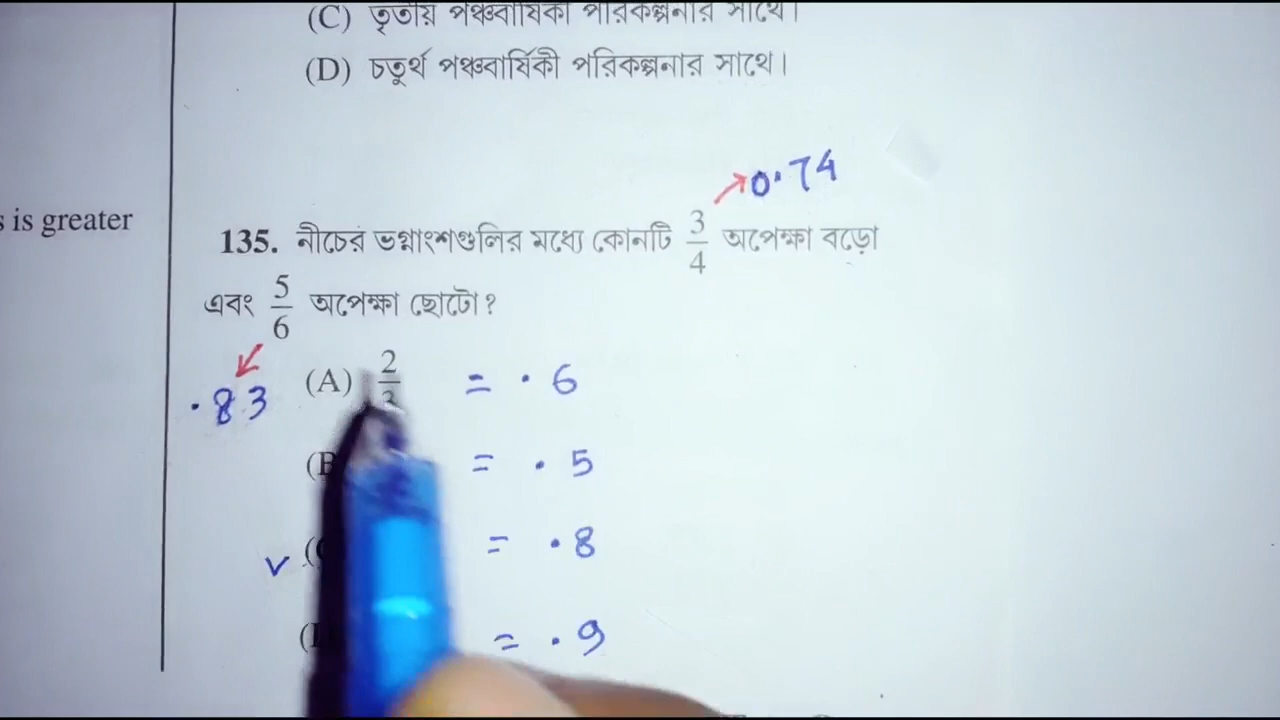 (C) তৃতীয় পঞ্চবার্ষিকী পরিকল্পনার সাথে।
(D) চতুর্থ পঞ্চবার্ষিকী পরিকল্পনার সাথে।
is greater
0.74
135. নীচের ভগ্নাংশগুলির মধ্যে কোনটি 3/4 অপেক্ষা বড়ো
এবং 5/6 অপেক্ষা ছোটো?
.83
(A) 2/3 = .6
= .5
✓ = .8
= .9